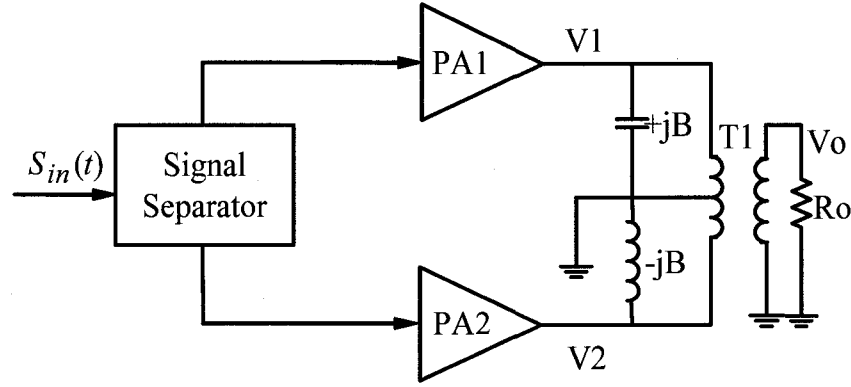 PA1
V1
+jB
T1
Vo
S_in(t)
Signal
Separator
Ro
-jB
PA2
V2